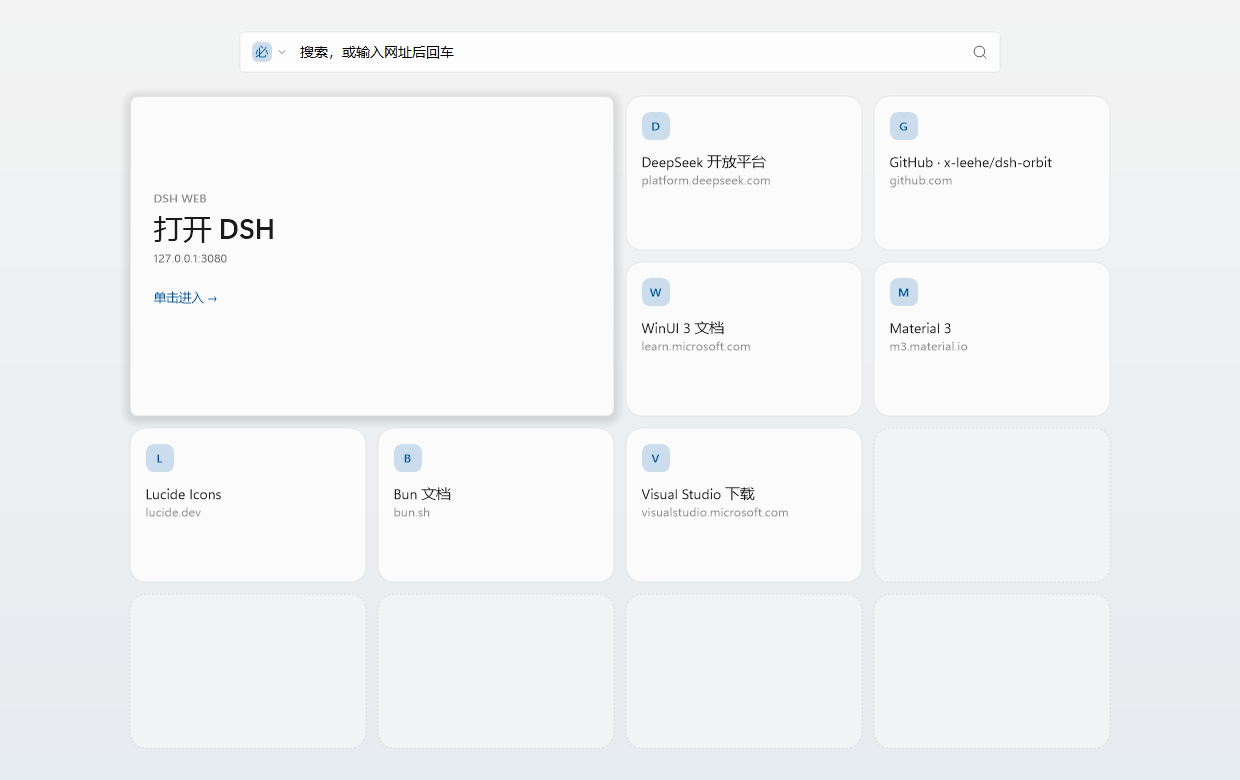 必 搜索，或输入网址后回车
DSH WEB
打开 DSH
127.0.0.1:3080
单击进入 →
D
DeepSeek 开放平台
platform.deepseek.com
G
GitHub · x-leehe/dsh-orbit
github.com
W
WinUI 3 文档
learn.microsoft.com
M
Material 3
m3.material.io
L
Lucide Icons
lucide.dev
B
Bun 文档
bun.sh
V
Visual Studio 下载
visualstudio.microsoft.com